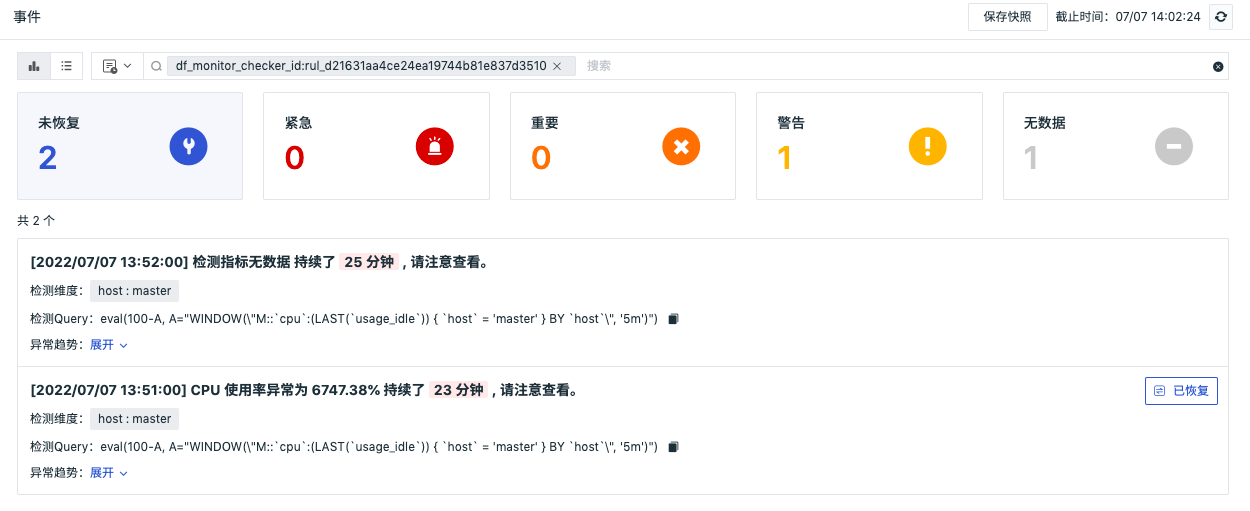 事件
保存快照 截止时间：07/07 14:02:24
df_monitor_checker_id:rul_d21631aa4ce24ea19744b81e837d3510 × 搜索
未恢复 紧急 重要 警告 无数据
2 0 0 1 1
共 2 个
[2022/07/07 13:52:00] 检测指标无数据 持续了 25 分钟 , 请注意查看。
检测维度： host : master
检测Query： eval(100-A, A="WINDOW(\"M::`cpu`:(LAST(`usage_idle`)) { `host` = 'master' } BY `host`\", '5m')")
异常趋势： 展开
[2022/07/07 13:51:00] CPU 使用率异常为 6747.38% 持续了 23 分钟 , 请注意查看。
已恢复
检测维度： host : master
检测Query： eval(100-A, A="WINDOW(\"M::`cpu`:(LAST(`usage_idle`)) { `host` = 'master' } BY `host`\", '5m')")
异常趋势： 展开